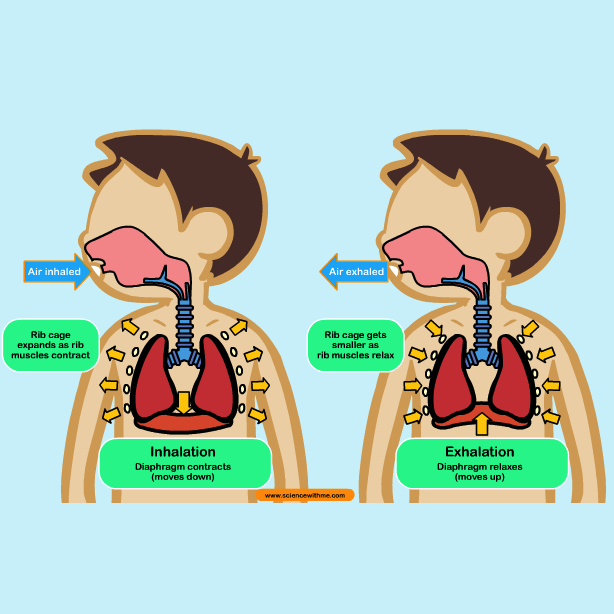 Air inhaled
Rib cage
expands as rib
muscles contract
Inhalation
Diaphragm contracts
(moves down)
Air exhaled
Rib cage gets
smaller as
rib muscles relax
Exhalation
Diaphragm relaxes
(moves up)
www.sciencewithme.com